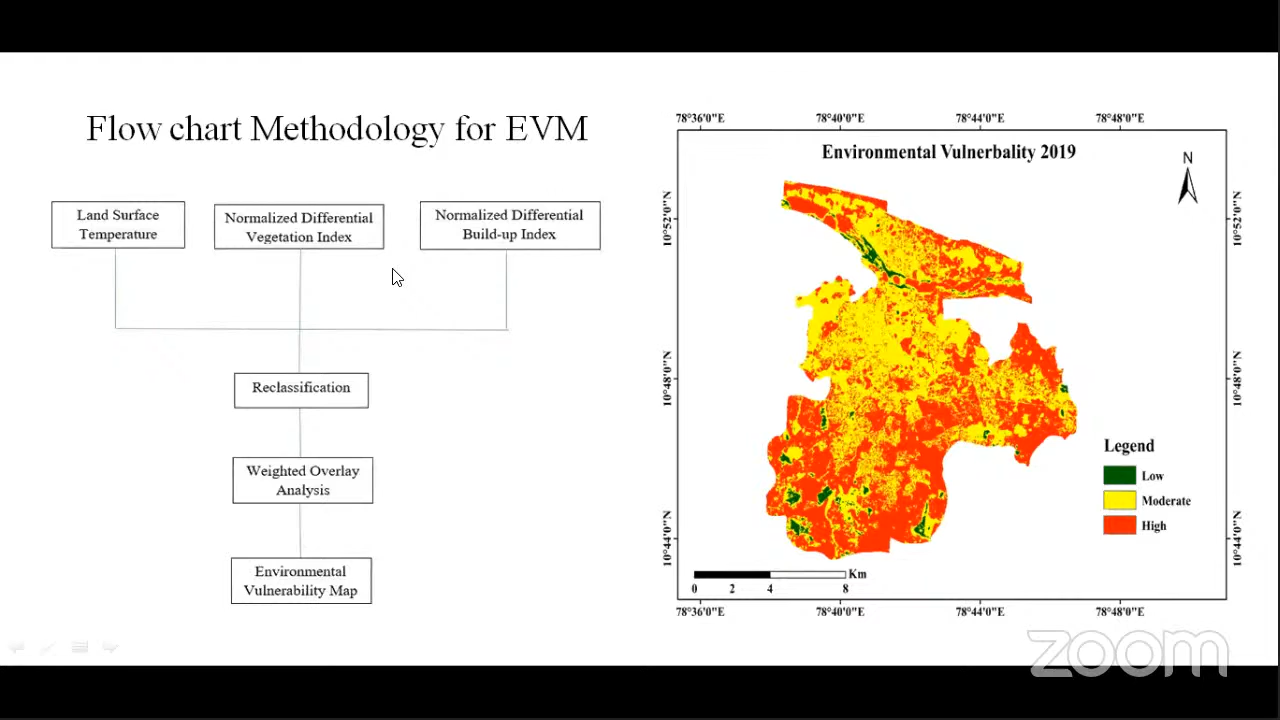 Flow chart Methodology for EVM
Land Surface
Temperature
Normalized Differential
Vegetation Index
Normalized Differential
Build-up Index
Reclassification
Weighted Overlay
Analysis
Environmental
Vulnerability Map
78°36'0"E
78°40'0"E
78°44'0"E
78°48'0"E
Environmental Vulnerbality 2019
N
10°52'0"N
10°52'0"N
10°48'0"N
10°48'0"N
10°44'0"N
10°44'0"N
Legend
Low
Moderate
High
Km
0 2 4 8
78°36'0"E
78°40'0"E
78°44'0"E
78°48'0"E
zoom